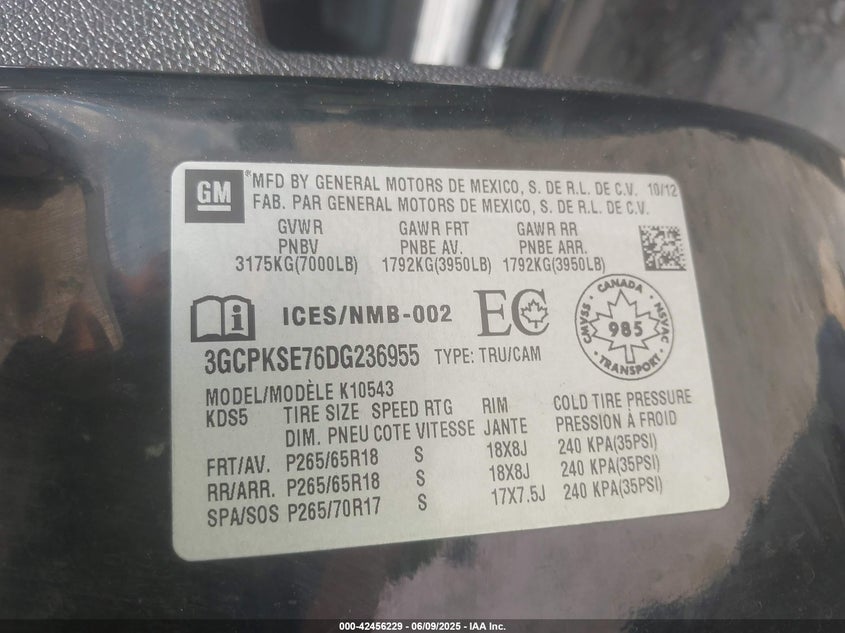 GM ® MFD BY GENERAL MOTORS DE MEXICO, S. DE R.L. DE C.V. 10/12
FAB. PAR GENERAL MOTORS DE MEXICO, S. DE R.L. DE C.V.
GVWR GAWR FRT GAWR RR
PNBV PNBE AV. PNBE ARR.
3175KG(7000LB) 1792KG(3950LB) 1792KG(3950LB)
i ICES/NMB-002 EC CANADA CMVSS NSVAC 985 TRANSPORT
3GCPKSE76DG236955 TYPE: TRU/CAM
MODEL/MODÈLE K10543
KDS5 TIRE SIZE SPEED RTG RIM COLD TIRE PRESSURE
DIM. PNEU COTE VITESSE JANTE PRESSION À FROID
FRT/AV. P265/65R18 S 18X8J 240 KPA(35PSI)
RR/ARR. P265/65R18 S 18X8J 240 KPA(35PSI)
SPA/SOS P265/70R17 S 17X7.5J 240 KPA(35PSI)
000-42456229 - 06/09/2025 - IAA Inc.